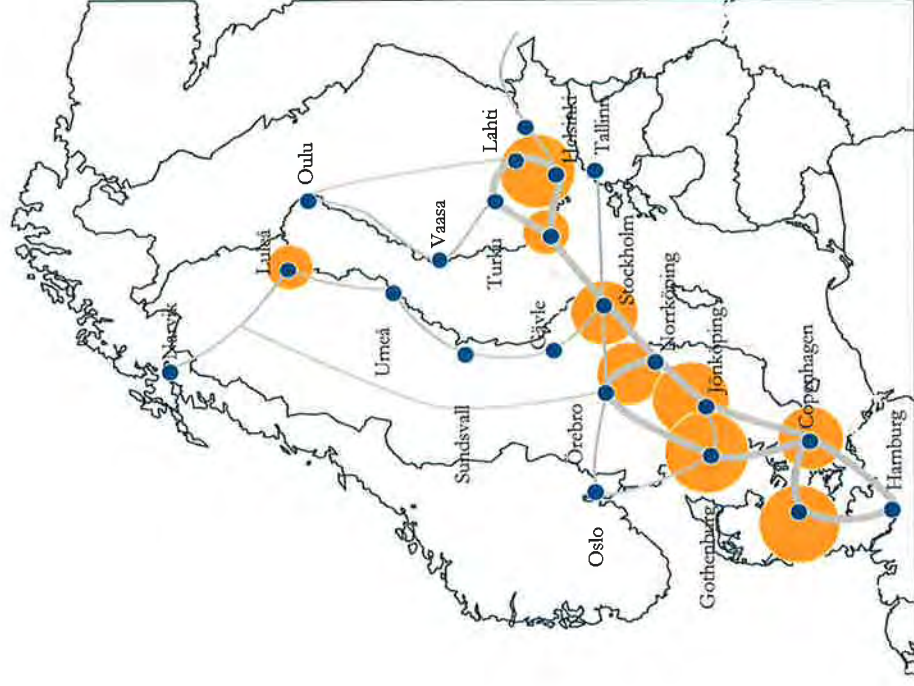 Narvik
Luleå
Oulu
Umeå
Vaasa
Lahti
Sundsvall
Gävle
Turku
Helsinki
Tallinn
Örebro
Stockholm
Oslo
Norrköping
Gothenburg
Jönköping
Copenhagen
Hamburg